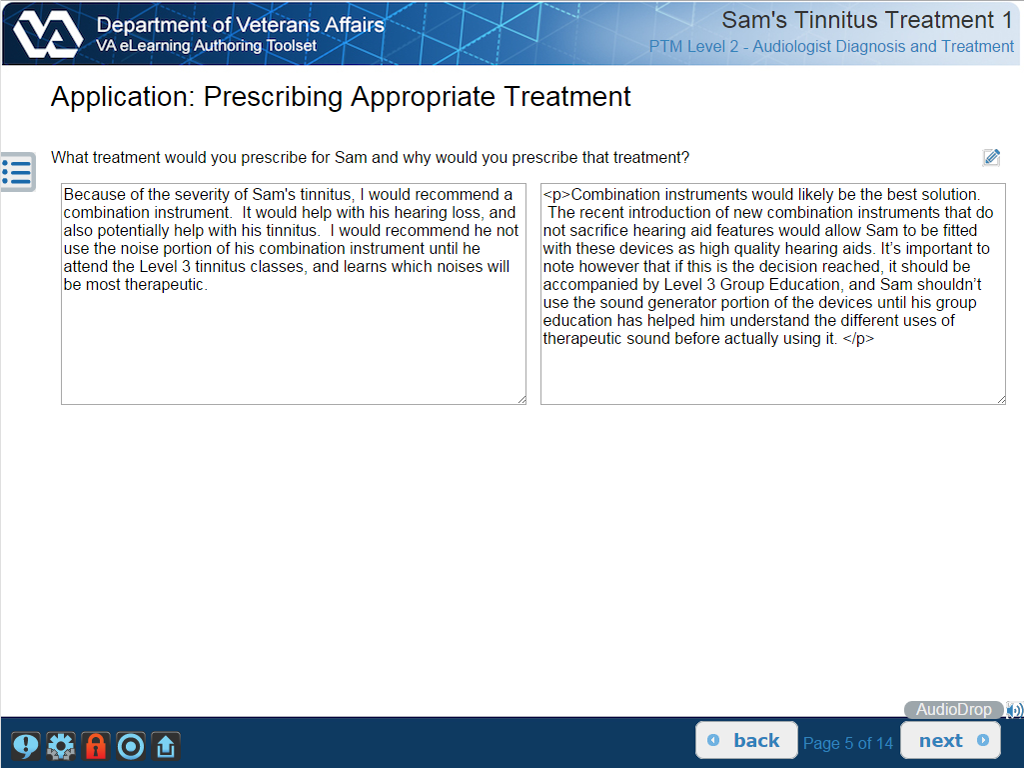 VA
Department of Veterans Affairs
VA eLearning Authoring Toolset
Sam's Tinnitus Treatment 1
PTM Level 2 - Audiologist Diagnosis and Treatment
Application: Prescribing Appropriate Treatment
What treatment would you prescribe for Sam and why would you prescribe that treatment?
Because of the severity of Sam's tinnitus, I would recommend a
combination instrument.  It would help with his hearing loss, and
also potentially help with his tinnitus.  I would recommend he not
use the noise portion of his combination instrument until he
attend the Level 3 tinnitus classes, and learns which noises will
be most therapeutic.
<p>Combination instruments would likely be the best solution.
The recent introduction of new combination instruments that do
not sacrifice hearing aid features would allow Sam to be fitted
with these devices as high quality hearing aids. It’s important to
note however that if this is the decision reached, it should be
accompanied by Level 3 Group Education, and Sam shouldn’t
use the sound generator portion of the devices until his group
education has helped him understand the different uses of
therapeutic sound before actually using it. </p>
AudioDrop
back
Page 5 of 14
next